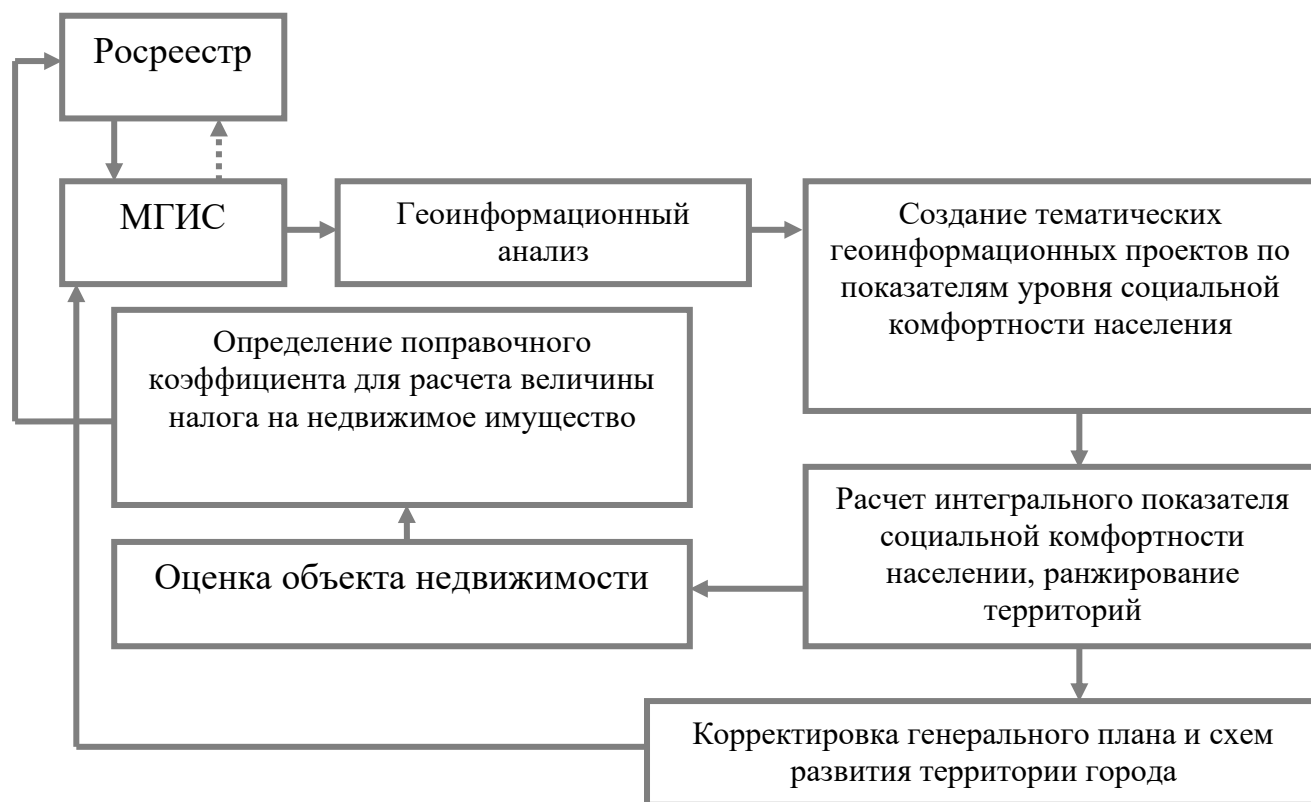 Росреестр
МГИС
Геоинформационный
анализ
Создание тематических
геоинформационных проектов по
показателям уровня социальной
комфортности населения
Определение поправочного
коэффициента для расчета величины
налога на недвижимое имущество
Расчет интегрального показателя
социальной комфортности
населении, ранжирование
территорий
Оценка объекта недвижимости
Корректировка генерального плана и схем
развития территории города